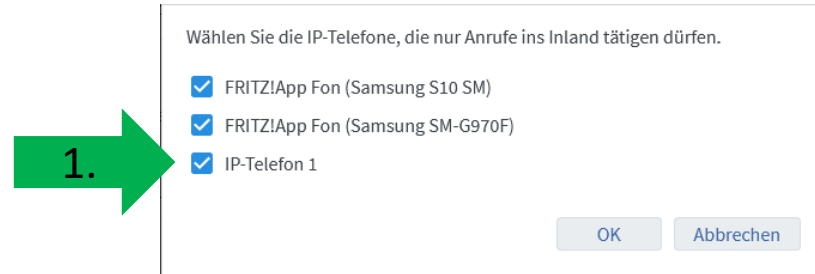 Wählen Sie die IP-Telefone, die nur Anrufe ins Inland tätigen dürfen.
FRITZ!App Fon (Samsung S10 SM)
FRITZ!App Fon (Samsung SM-G970F)
1.
IP-Telefon 1
OK
Abbrechen